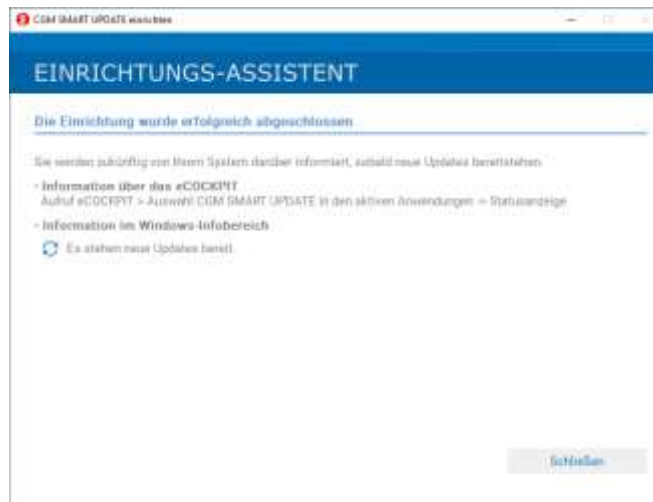 CGM SMART UPDATE einrichten
EINRICHTUNGS-ASSISTENT
Die Einrichtung wurde erfolgreich abgeschlossen
Sie werden zukünftig von Ihrem System darüber informiert, sobald neue Updates bereitstehen.
- Information über das eCOCKPIT
Aufruf eCOCKPIT > Auswahl CGM SMART UPDATE in den aktiven Anwendungen > Statusanzeige
- Information im Windows-Infobereich
Es stehen neue Updates bereit.
Schließen